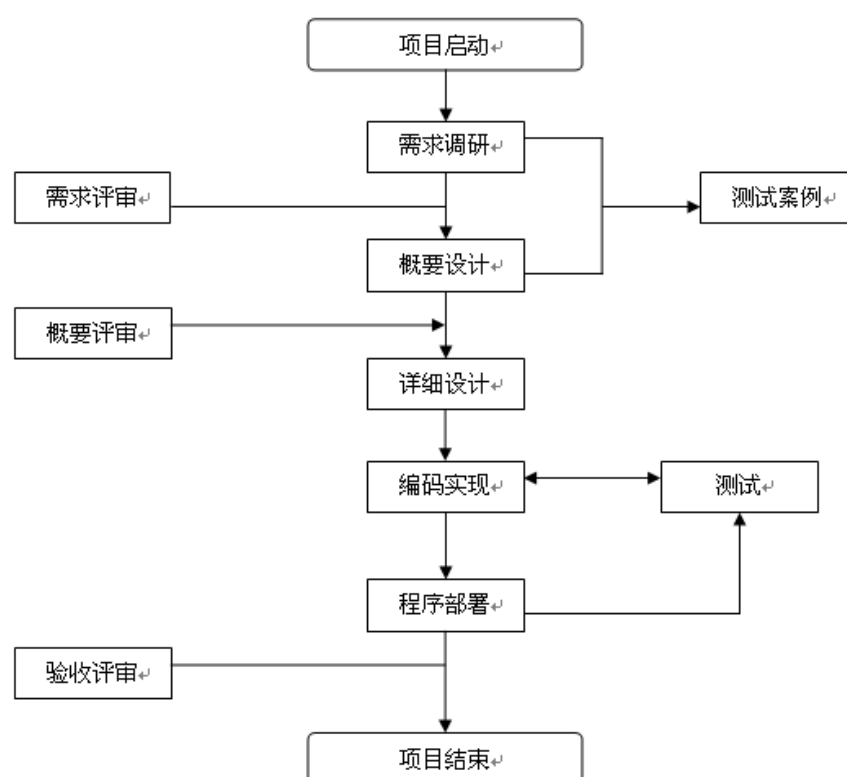 项目启动
需求调研
需求评审
测试案例
概要设计
概要评审
详细设计
编码实现
测试
程序部署
验收评审
项目结束